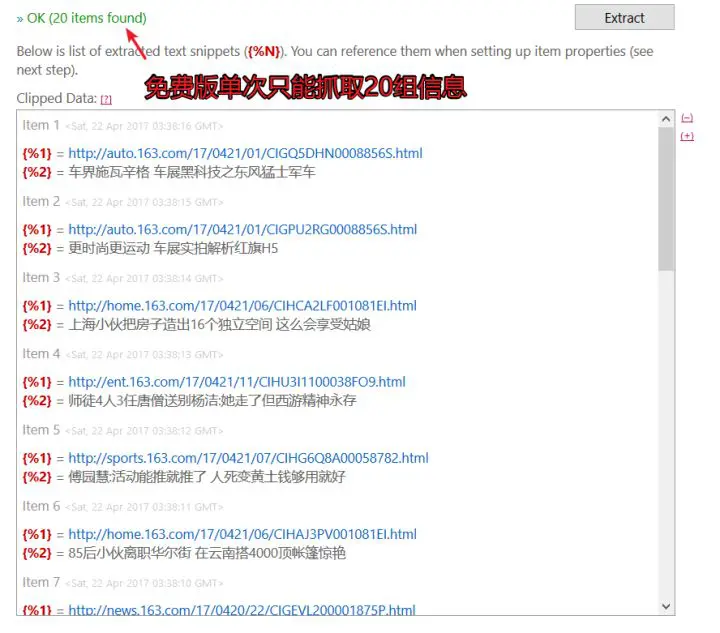 » OK (20 items found)
Extract
Below is list of extracted text snippets ({%N}). You can reference them when setting up item properties (see
next step).
免费版单次只能抓取20组信息
Clipped Data: [?]
(–)
(+)
Item 1 <Sat, 22 Apr 2017 03:38:16 GMT>
{%1} = http://auto.163.com/17/0421/01/CIGQ5DHN0008856S.html
{%2} = 车界施瓦辛格 车展黑科技之东风猛士军车
Item 2 <Sat, 22 Apr 2017 03:38:15 GMT>
{%1} = http://auto.163.com/17/0421/01/CIGPU2RG0008856S.html
{%2} = 更时尚更运动 车展实拍解析红旗H5
Item 3 <Sat, 22 Apr 2017 03:38:14 GMT>
{%1} = http://home.163.com/17/0421/06/CIHCA2LF001081EI.html
{%2} = 上海小伙把房子造出16个独立空间 这么会享受姑娘
Item 4 <Sat, 22 Apr 2017 03:38:13 GMT>
{%1} = http://ent.163.com/17/0421/11/CIHU3I1100038FO9.html
{%2} = 师徒4人3任唐僧送别杨洁:她走了但西游精神永存
Item 5 <Sat, 22 Apr 2017 03:38:12 GMT>
{%1} = http://sports.163.com/17/0421/07/CIHG6Q8A00058782.html
{%2} = 傅园慧:活动能推就推了 人死变黄土钱够用就好
Item 6 <Sat, 22 Apr 2017 03:38:11 GMT>
{%1} = http://home.163.com/17/0421/06/CIHAJ3PV001081EI.html
{%2} = 85后小伙离职华尔街 在云南搭4000顶帐篷惊艳
Item 7 <Sat, 22 Apr 2017 03:38:10 GMT>
{%1} = http://news.163.com/17/0420/22/CIGEVL200001875P.html